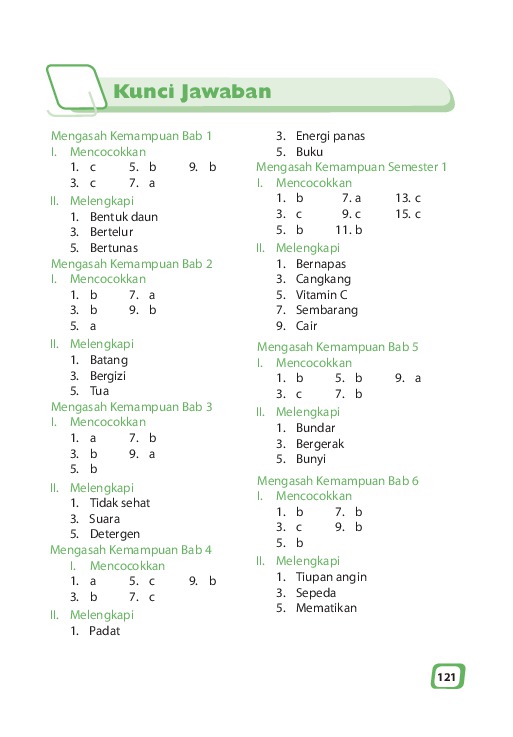 Kunci Jawaban
Mengasah Kemampuan Bab 1
I. Mencocokkan
1. c 5. b 9. b
3. c 7. a
II. Melengkapi
1. Bentuk daun
3. Bertelur
5. Bertunas
Mengasah Kemampuan Bab 2
I. Mencocokkan
1. b 7. a
3. b 9. b
5. a
II. Melengkapi
1. Batang
3. Bergizi
5. Tua
Mengasah Kemampuan Bab 3
I. Mencocokkan
1. a 7. b
3. b 9. a
5. b
II. Melengkapi
1. Tidak sehat
3. Suara
5. Detergen
Mengasah Kemampuan Bab 4
I. Mencocokkan
1. a 5. c 9. b
3. b 7. c
II. Melengkapi
1. Padat
3. Energi panas
5. Buku
Mengasah Kemampuan Semester 1
I. Mencocokkan
1. b 7. a 13. c
3. c 9. c 15. c
5. b 11. b
II. Melengkapi
1. Bernapas
3. Cangkang
5. Vitamin C
7. Sembarang
9. Cair
Mengasah Kemampuan Bab 5
I. Mencocokkan
1. b 5. b 9. a
3. c 7. b
II. Melengkapi
1. Bundar
3. Bergerak
5. Bunyi
Mengasah Kemampuan Bab 6
I. Mencocokkan
1. b 7. b
3. c 9. b
5. b
II. Melengkapi
1. Tiupan angin
3. Sepeda
5. Mematikan
121